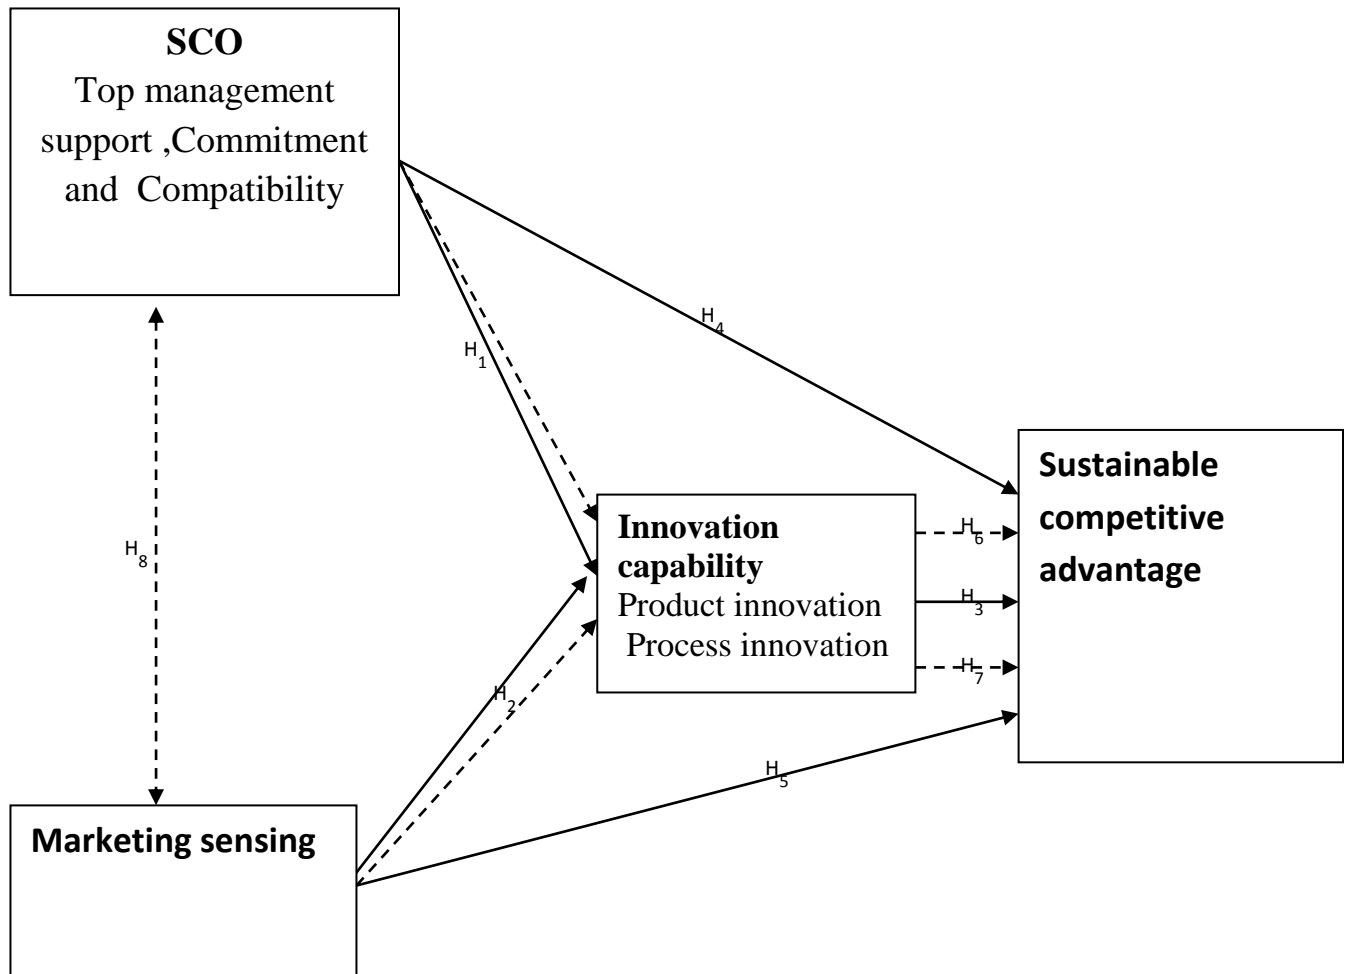 SCO
Top management
support ,Commitment
and Compatibility
H4
H1
Sustainable
competitive
advantage
Innovation
capability
Product innovation
Process innovation
H6
H3
H7
H8
H2
H5
Marketing sensing